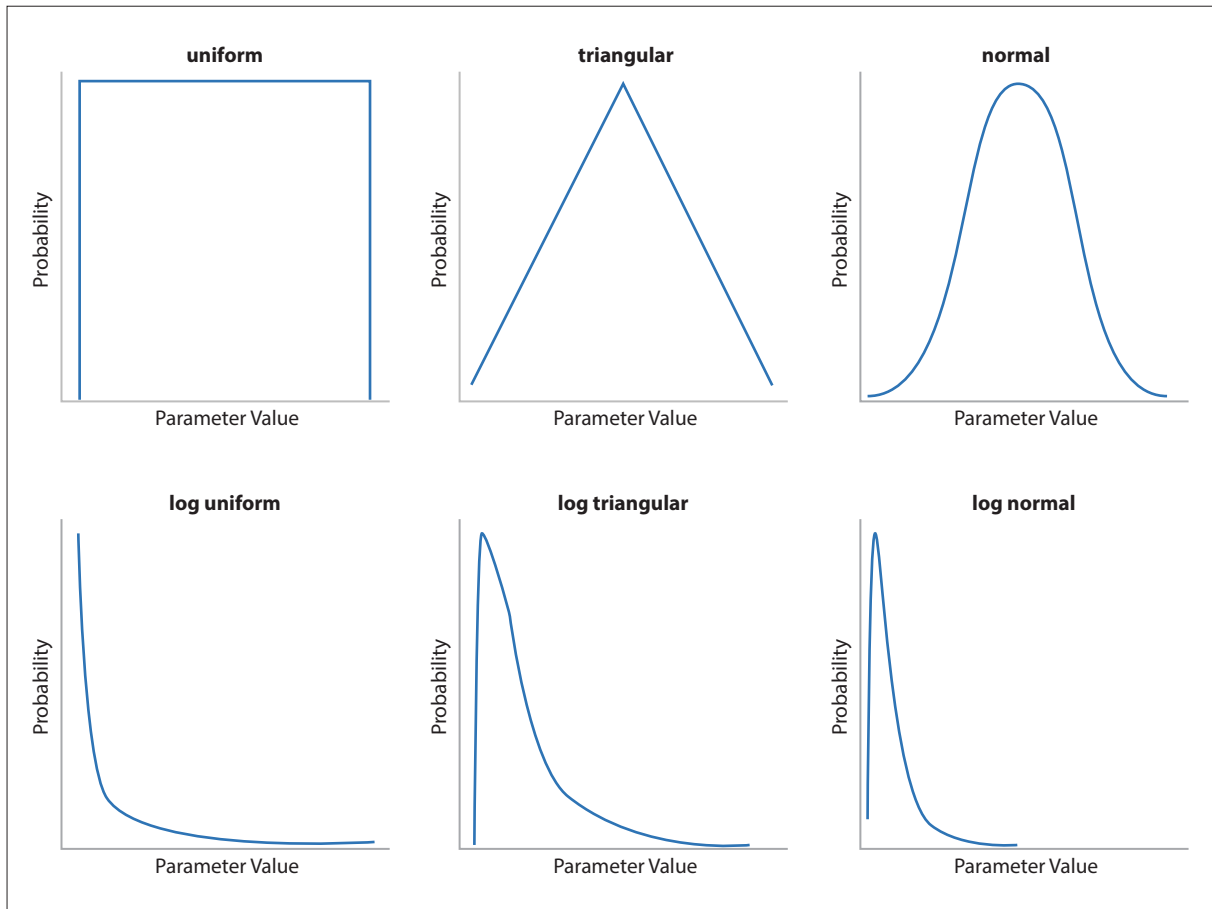 uniform
Probability
Parameter Value
triangular
Probability
Parameter Value
normal
Probability
Parameter Value
log uniform
Probability
Parameter Value
log triangular
Probability
Parameter Value
log normal
Probability
Parameter Value